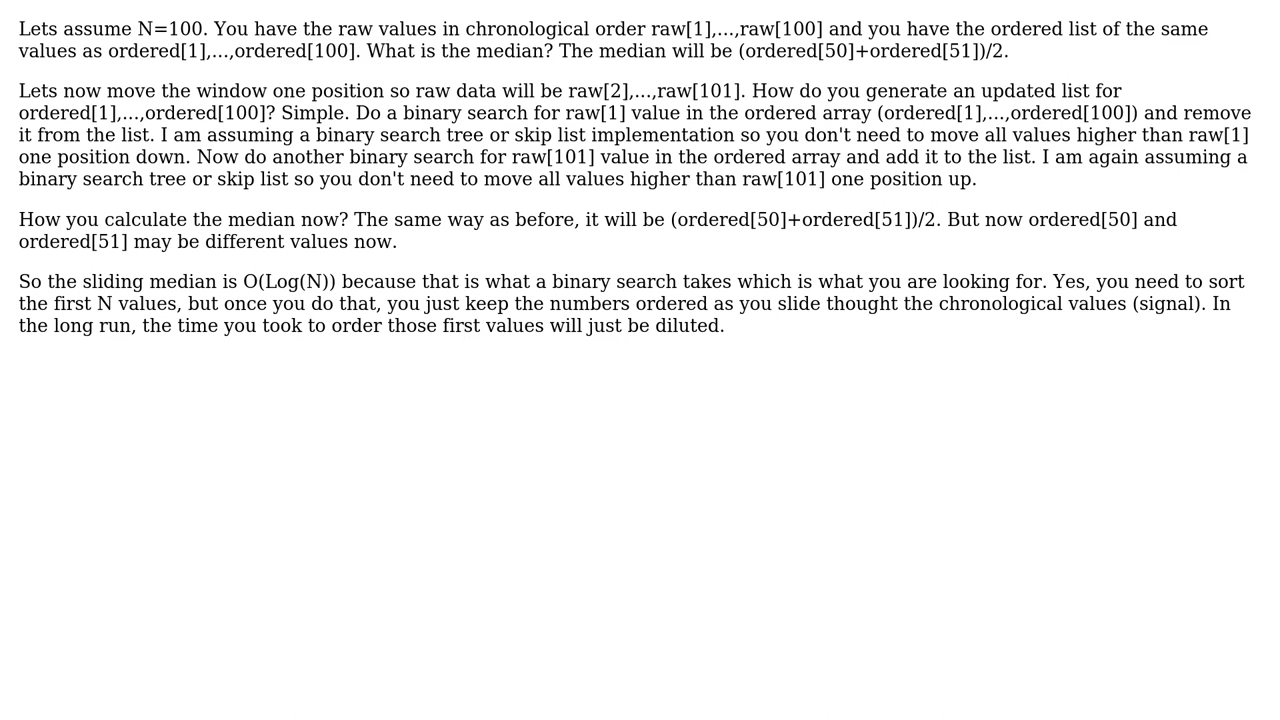 Lets assume N=100. You have the raw values in chronological order raw[1],...,raw[100] and you have the ordered list of the same
values as ordered[1],...,ordered[100]. What is the median? The median will be (ordered[50]+ordered[51])/2.
Lets now move the window one position so raw data will be raw[2],...,raw[101]. How do you generate an updated list for
ordered[1],...,ordered[100]? Simple. Do a binary search for raw[1] value in the ordered array (ordered[1],...,ordered[100]) and remove
it from the list. I am assuming a binary search tree or skip list implementation so you don't need to move all values higher than raw[1]
one position down. Now do another binary search for raw[101] value in the ordered array and add it to the list. I am again assuming a
binary search tree or skip list so you don't need to move all values higher than raw[101] one position up.
How you calculate the median now? The same way as before, it will be (ordered[50]+ordered[51])/2. But now ordered[50] and
ordered[51] may be different values now.
So the sliding median is O(Log(N)) because that is what a binary search takes which is what you are looking for. Yes, you need to sort
the first N values, but once you do that, you just keep the numbers ordered as you slide thought the chronological values (signal). In
the long run, the time you took to order those first values will just be diluted.